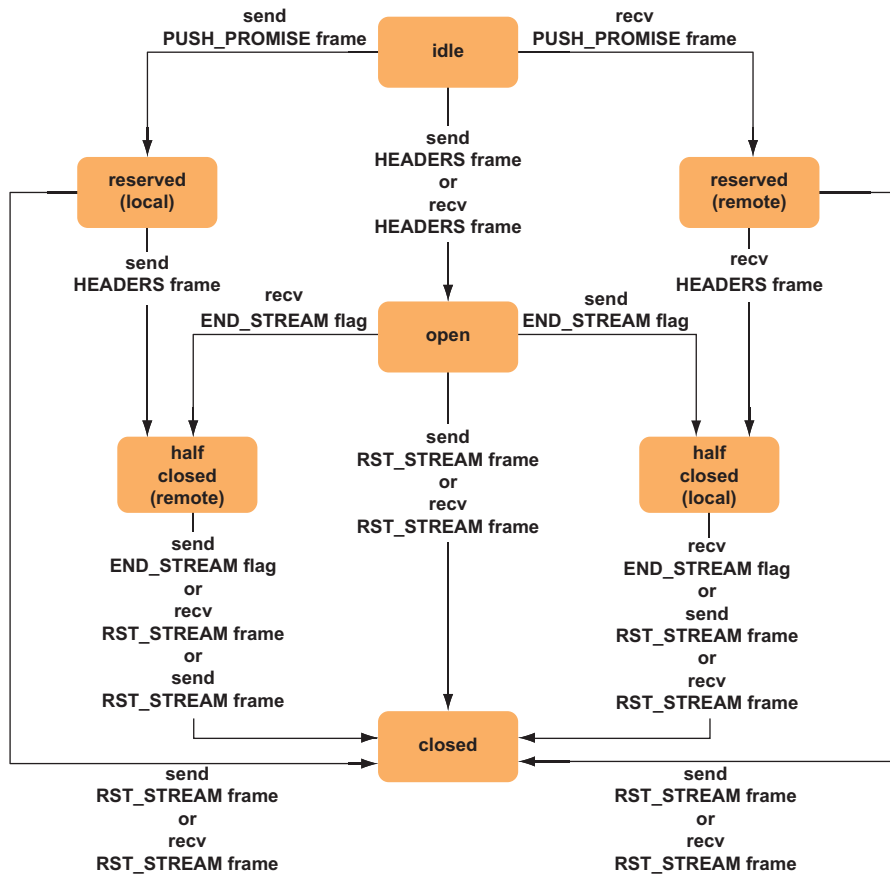 send
PUSH_PROMISE frame
idle
recv
PUSH_PROMISE frame
send
HEADERS frame
or
recv
HEADERS frame
reserved
(local)
reserved
(remote)
send
HEADERS frame
recv
HEADERS frame
recv
END_STREAM flag
open
send
END_STREAM flag
half
closed
(remote)
send
RST_STREAM frame
or
recv
RST_STREAM frame
half
closed
(local)
send
END_STREAM flag
or
recv
RST_STREAM frame
or
send
RST_STREAM frame
recv
END_STREAM flag
or
send
RST_STREAM frame
or
recv
RST_STREAM frame
closed
send
RST_STREAM frame
or
recv
RST_STREAM frame
send
RST_STREAM frame
or
recv
RST_STREAM frame